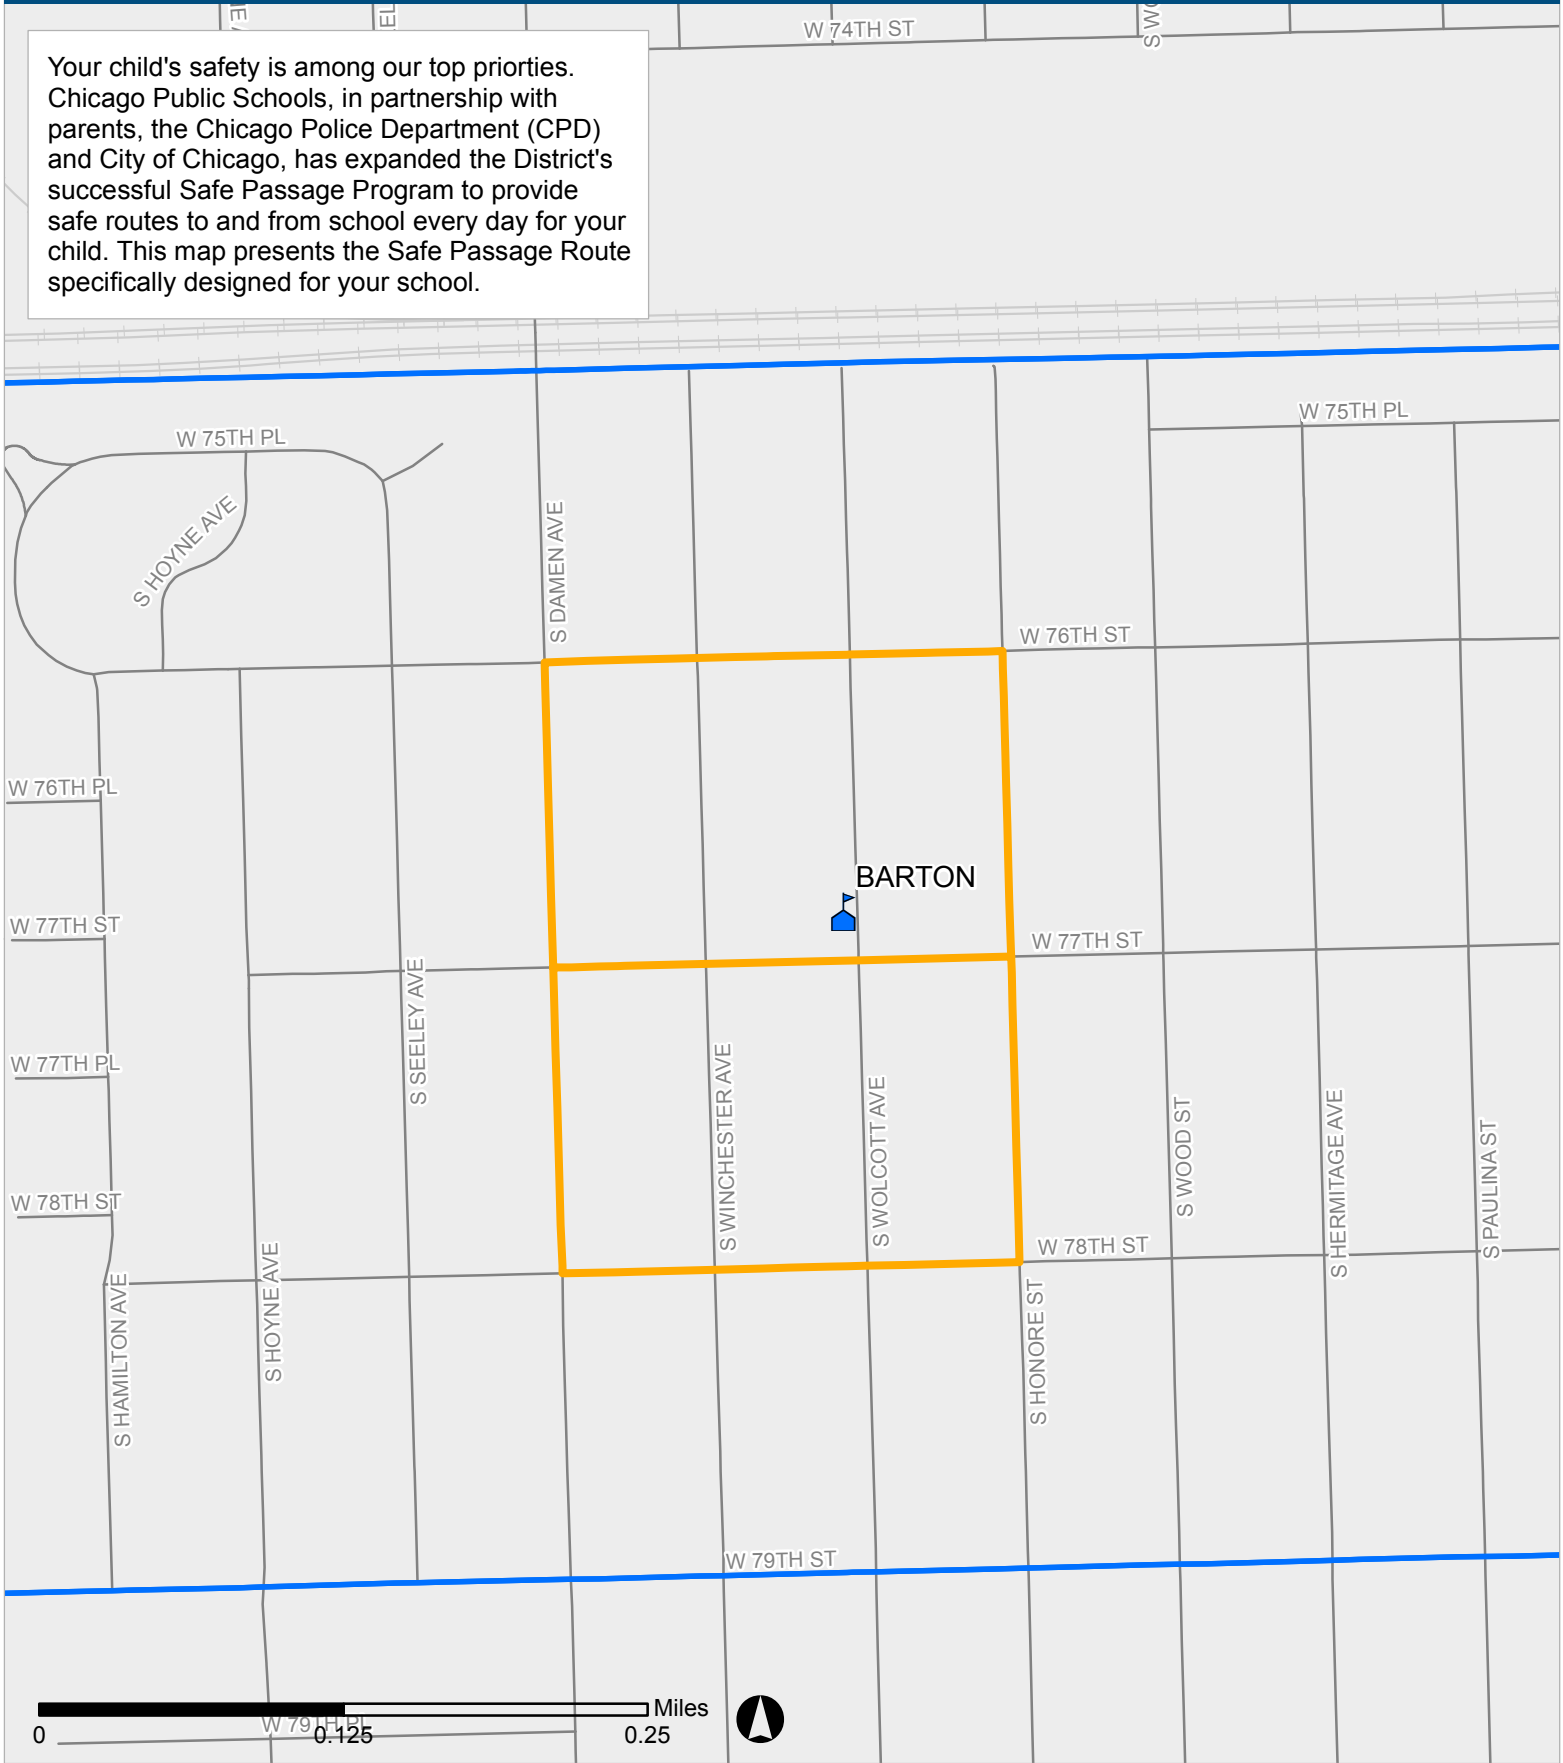 W 74TH ST
S WO
EL
Your child's safety is among our top priorties.
Chicago Public Schools, in partnership with
parents, the Chicago Police Department (CPD)
and City of Chicago, has expanded the District's
successful Safe Passage Program to provide
safe routes to and from school every day for your
child. This map presents the Safe Passage Route
specifically designed for your school.
W 75TH PL
W 75TH PL
S HOYNE AVE
S DAMEN AVE
W 76TH ST
W 76TH PL
BARTON
W 77TH ST
W 77TH ST
S SEELEY AVE
W 77TH PL
S WINCHESTER AVE
S WOLCOTT AVE
S WOOD ST
S HERMITAGE AVE
S PAULINA ST
W 78TH ST
W 78TH ST
S HOYNE AVE
S HAMILTON AVE
S HONORE ST
W 79TH ST
Miles
W 79TH PL
0
0.125
0.25